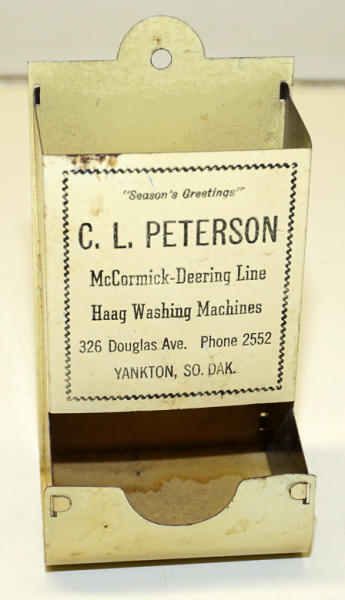 "Season's Greetings"
C. L. PETERSON
McCormick-Deering Line
Haag Washing Machines
326 Douglas Ave. Phone 2552
YANKTON, SO. DAK.